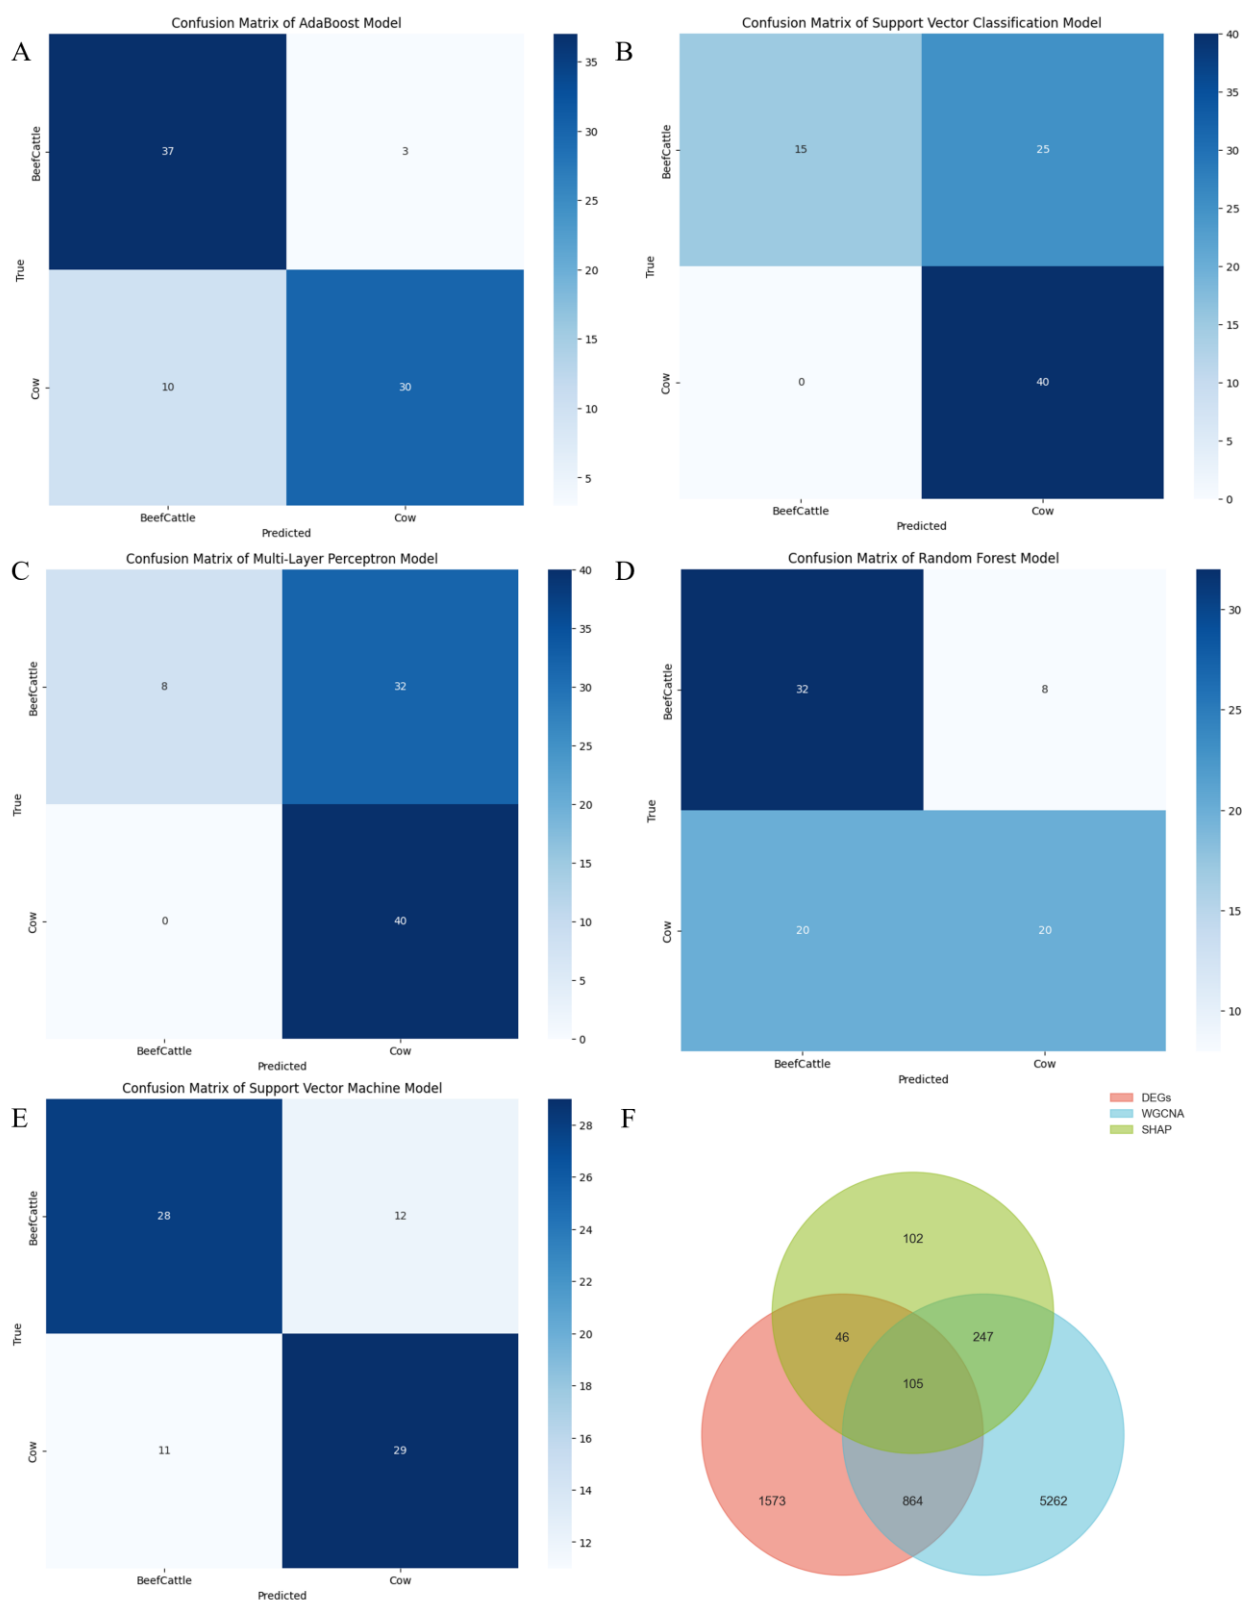 A
Confusion Matrix of AdaBoost Model
BeefCattle
True
Cow
37
3
10
30
BeefCattle
Cow
Predicted
35
30
25
20
15
10
5
B
Confusion Matrix of Support Vector Classification Model
BeefCattle
True
Cow
15
25
0
40
BeefCattle
Cow
Predicted
40
35
30
25
20
15
10
5
0
C
Confusion Matrix of Multi-Layer Perceptron Model
BeefCattle
True
Cow
8
32
0
40
BeefCattle
Cow
Predicted
40
35
30
25
20
15
10
5
0
D
Confusion Matrix of Random Forest Model
BeefCattle
True
Cow
32
8
20
20
BeefCattle
Cow
Predicted
30
25
20
15
10
E
Confusion Matrix of Support Vector Machine Model
BeefCattle
True
Cow
28
12
11
29
BeefCattle
Cow
Predicted
28
26
24
22
20
18
16
14
12
F
DEGs
WGCNA
SHAP
102
46
247
105
1573
864
5262